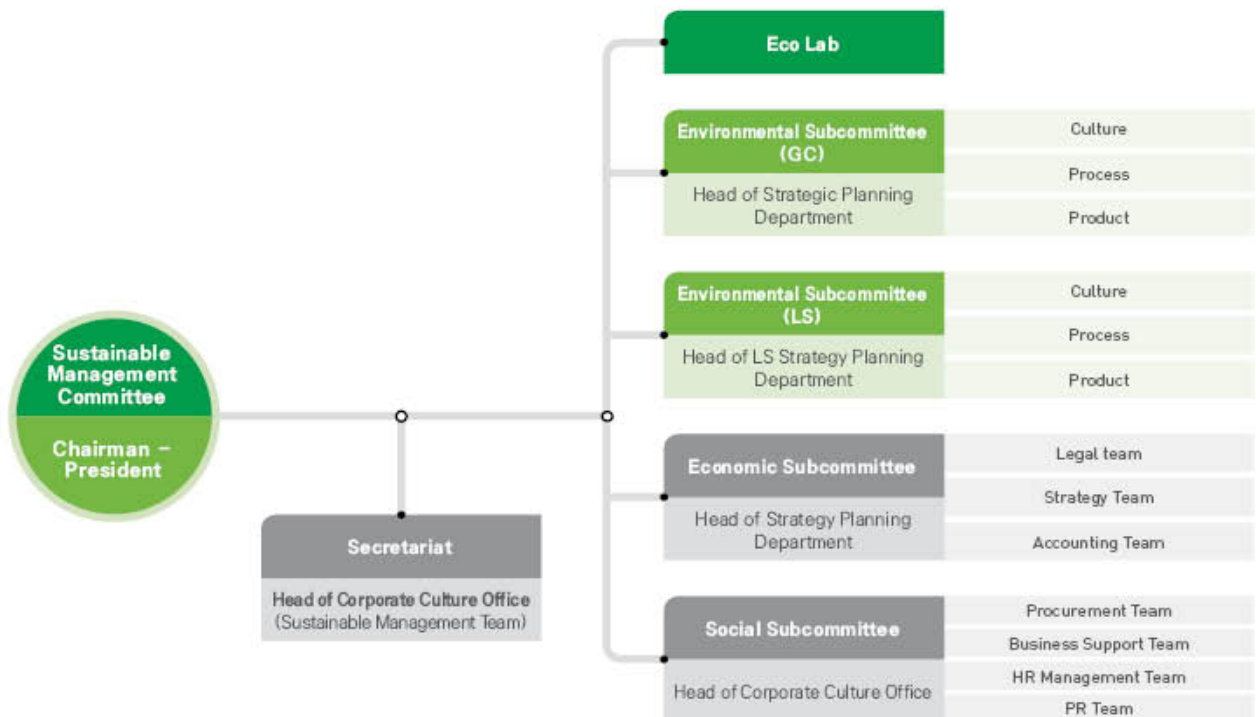 Eco Lab
Environmental Subcommittee
(GC)
Head of Strategic Planning
Department
Culture
Process
Product
Environmental Subcommittee
(LS)
Head of LS Strategy Planning
Department
Culture
Process
Product
Sustainable
Management
Committee
Chairman –
President
Secretariat
Head of Corporate Culture Office
(Sustainable Management Team)
Economic Subcommittee
Head of Strategy Planning
Department
Legal team
Strategy Team
Accounting Team
Social Subcommittee
Head of Corporate Culture Office
Procurement Team
Business Support Team
HR Management Team
PR Team